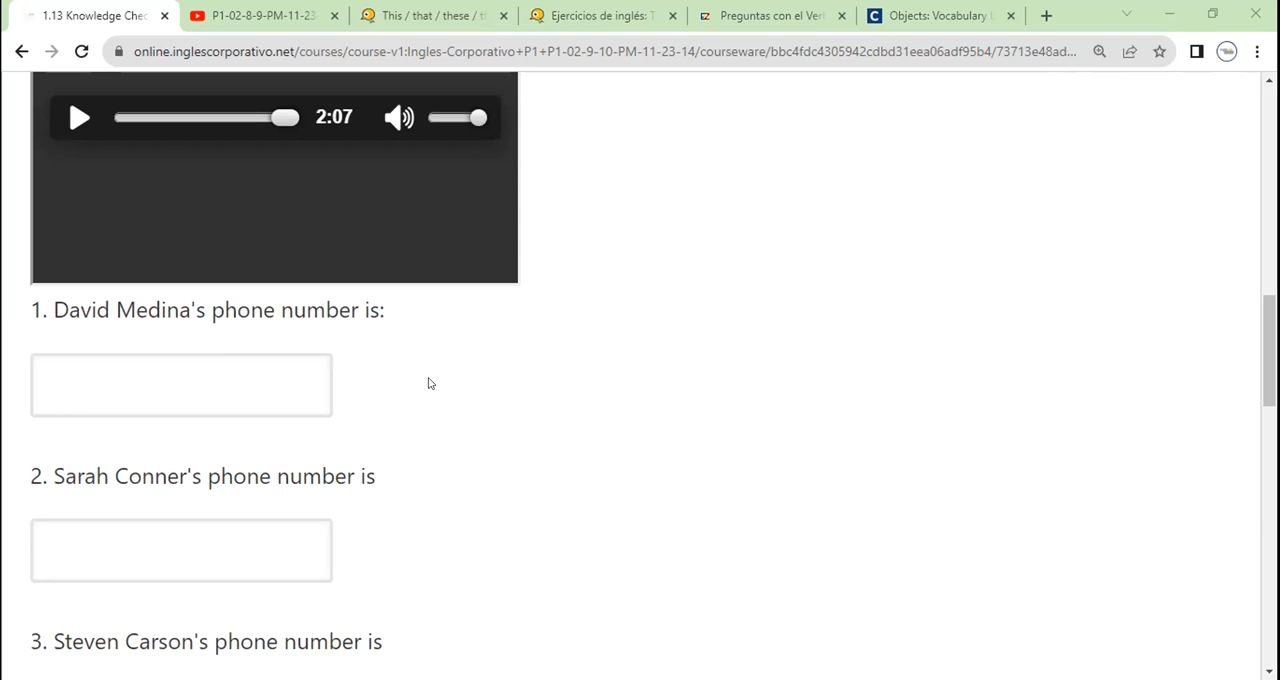 1.13 Knowledge Chec
P1-02-8-9-PM-11-23
This / that / these / t
Ejercicios de inglés: T
Preguntas con el Ver
Objects: Vocabulary
online.inglescorporativo.net/courses/course-v1:Ingles-Corporativo+P1+P1-02-9-10-PM-11-23-14/courseware/bbc4fdc4305942cdbd31eea06adf95b4/73713e48ad...
2:07
1. David Medina's phone number is:
2. Sarah Conner's phone number is
3. Steven Carson's phone number is